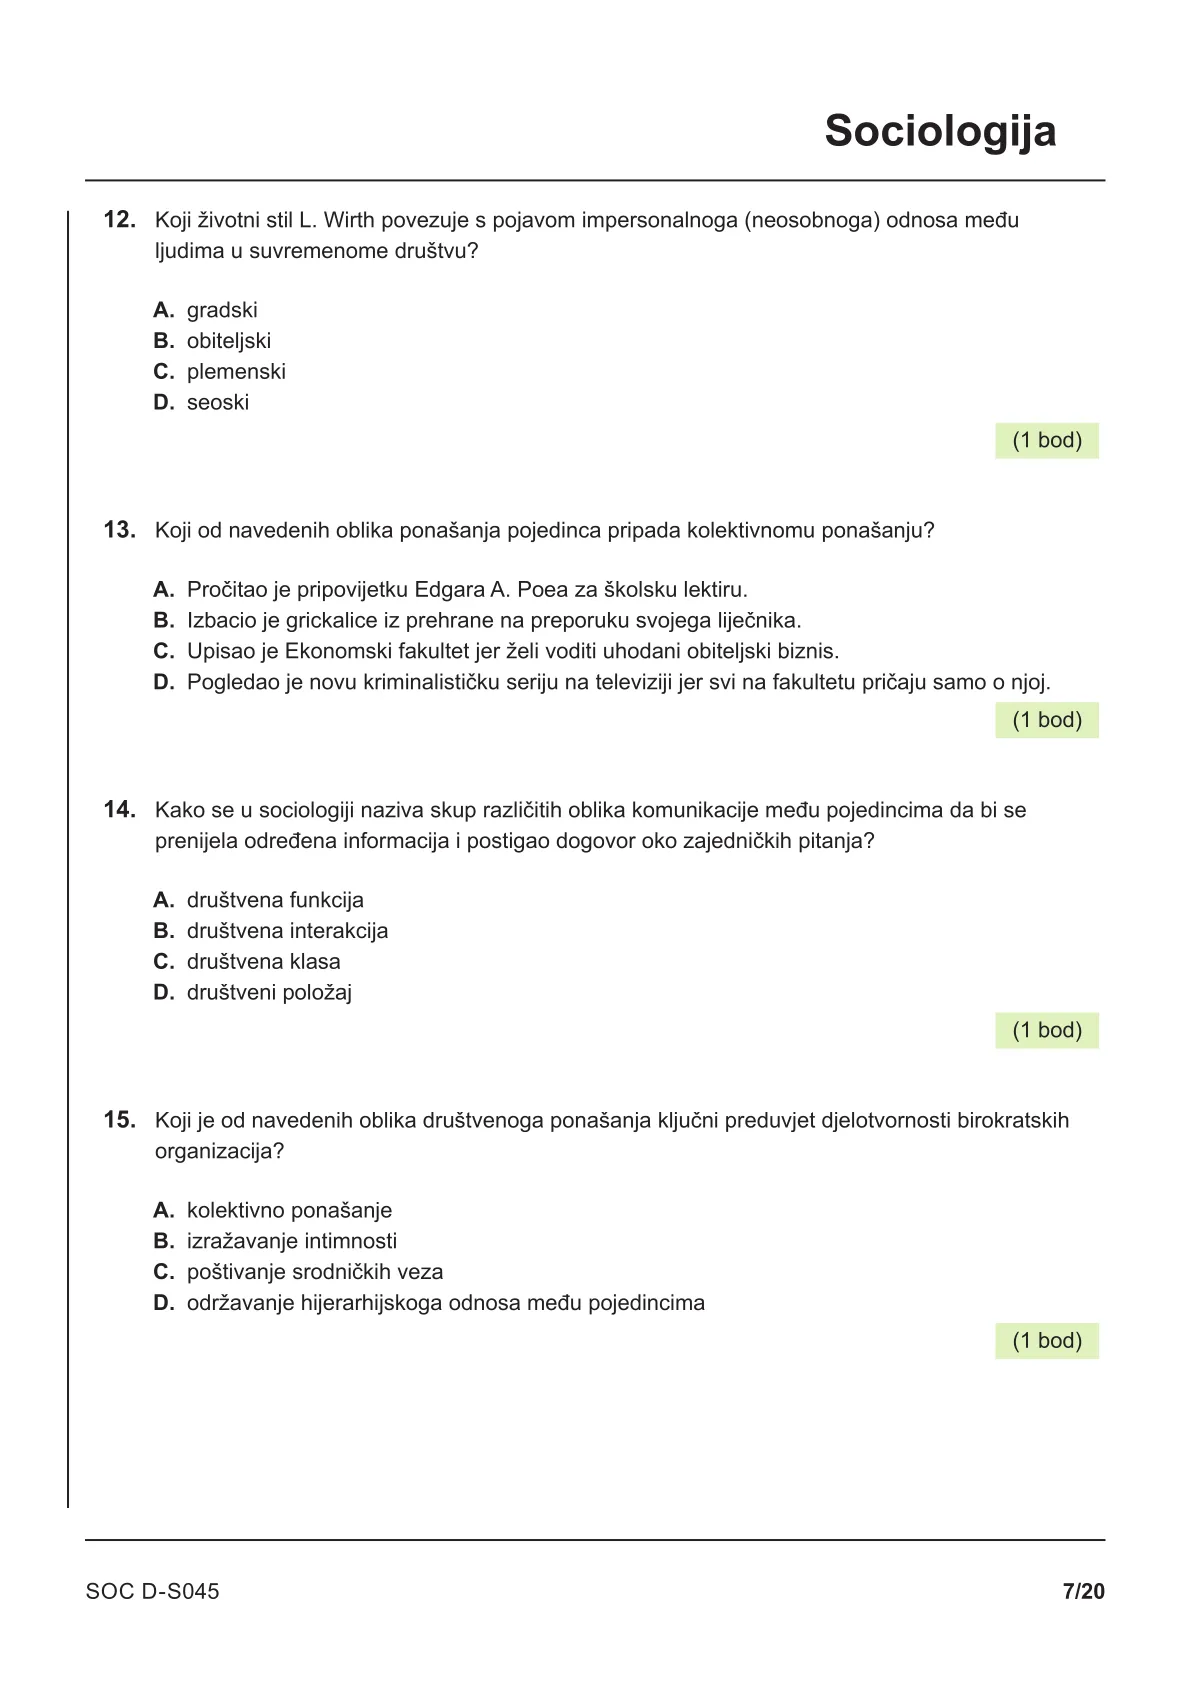 Sociologija
12. Koji životni stil L. Wirth povezuje s pojavom impersonalnoga (neosobnoga) odnosa među
ljudima u suvremenome društvu?
A. gradski
B. obiteljski
C. plemenski
D. seoski
(1 bod)
13. Koji od navedenih oblika ponašanja pojedinca pripada kolektivnomu ponašanju?
A. Pročitao je pripovijetku Edgara A. Poea za školsku lektiru.
B. Izbacio je grickalice iz prehrane na preporuku svojega liječnika.
C. Upisao je Ekonomski fakultet jer želi voditi uhodani obiteljski biznis.
D. Pogledao je novu kriminalističku seriju na televiziji jer svi na fakultetu pričaju samo o njoj.
(1 bod)
14. Kako se u sociologiji naziva skup različitih oblika komunikacije među pojedincima da bi se
prenijela određena informacija i postigao dogovor oko zajedničkih pitanja?
A. društvena funkcija
B. društvena interakcija
C. društvena klasa
D. društveni položaj
(1 bod)
15. Koji je od navedenih oblika društvenoga ponašanja ključni preduvjet djelotvornosti birokratskih
organizacija?
A. kolektivno ponašanje
B. izražavanje intimnosti
C. poštivanje srodničkih veza
D. održavanje hijerarhijskoga odnosa među pojedincima
(1 bod)
SOC D-S045
7/20